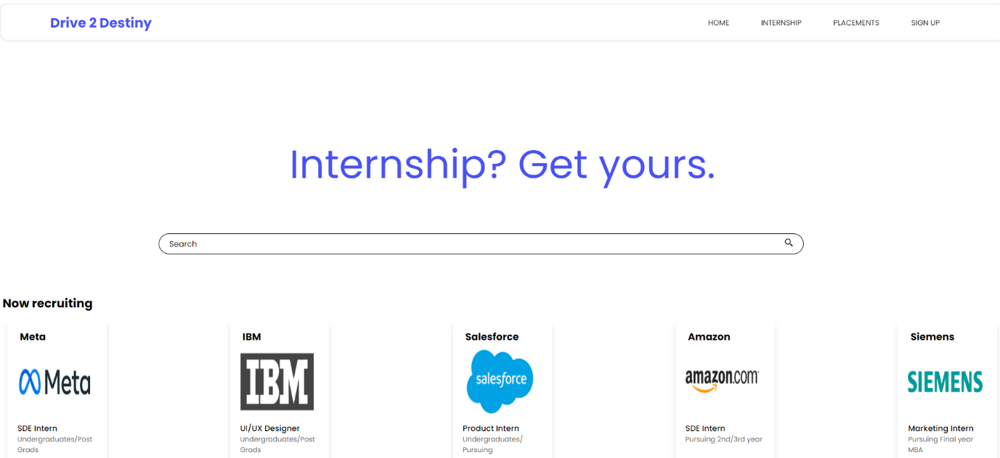 Drive 2 Destiny
HOME INTERNSHIP PLACEMENTS SIGN UP
Internship? Get yours.
Search
Now recruiting
Meta
Meta
SDE Intern
Undergraduates/Post
Grads
IBM
IBM
UI/UX Designer
Undergraduates/Post
Grads
Salesforce
salesforce
Product Intern
Undergraduates/
Pursuing
Amazon
amazon.com
SDE Intern
Pursuing 2nd/3rd year
Siemens
SIEMENS
Marketing Intern
Pursuing Final year
MBA